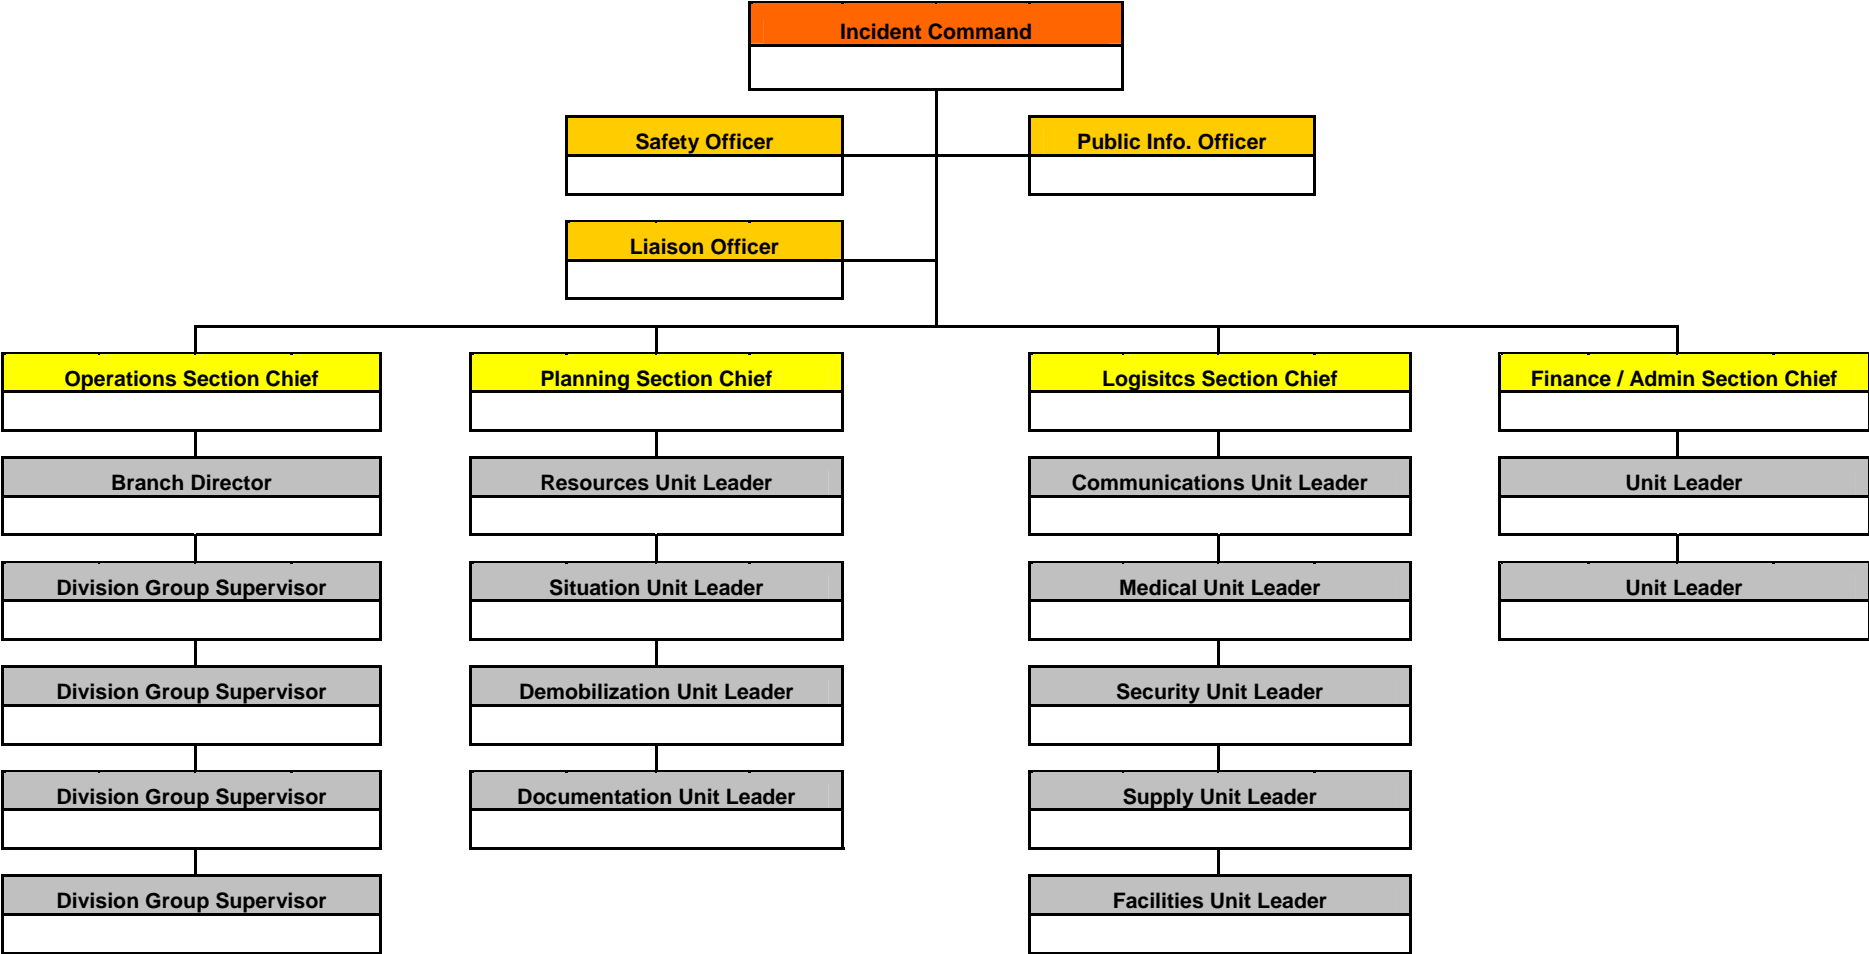 Incident Command
Safety Officer
Public Info. Officer
Liaison Officer
Operations Section Chief
Planning Section Chief
Logisitcs Section Chief
Finance / Admin Section Chief
Branch Director
Resources Unit Leader
Communications Unit Leader
Unit Leader
Division Group Supervisor
Situation Unit Leader
Medical Unit Leader
Unit Leader
Division Group Supervisor
Demobilization Unit Leader
Security Unit Leader
Division Group Supervisor
Documentation Unit Leader
Supply Unit Leader
Division Group Supervisor
Facilities Unit Leader